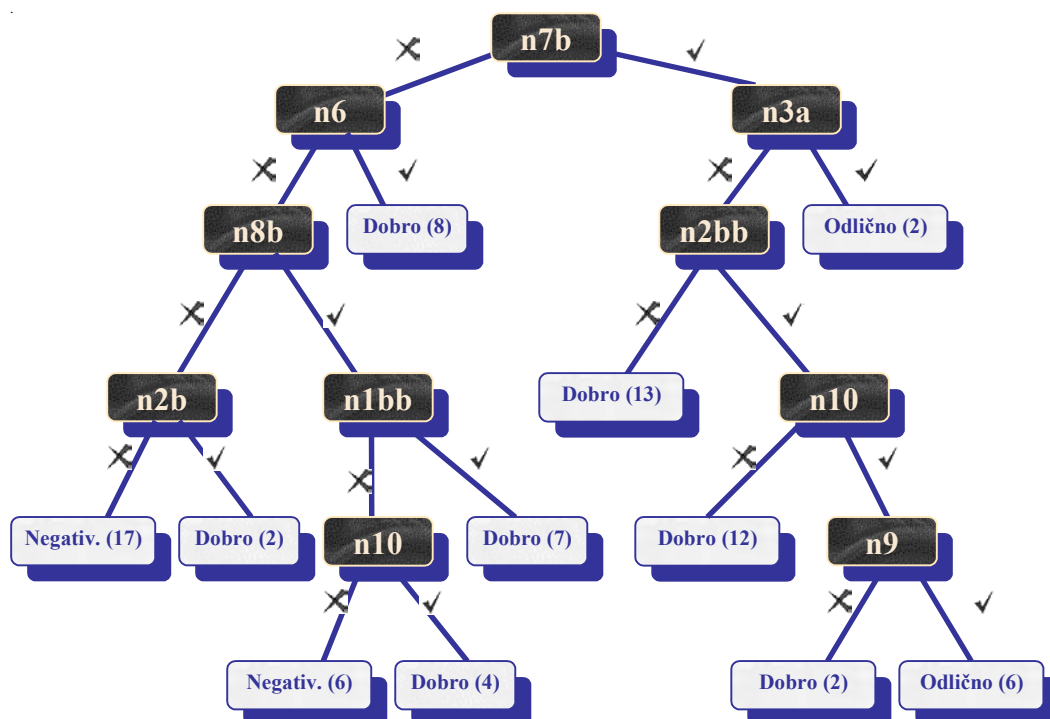 n7b
n6
n3a
n8b
Dobro (8)
n2bb
Odlično (2)
n2b
n1bb
Dobro (13)
n10
Negativ. (17)
Dobro (2)
n10
Dobro (7)
Dobro (12)
n9
Negativ. (6)
Dobro (4)
Dobro (2)
Odlično (6)